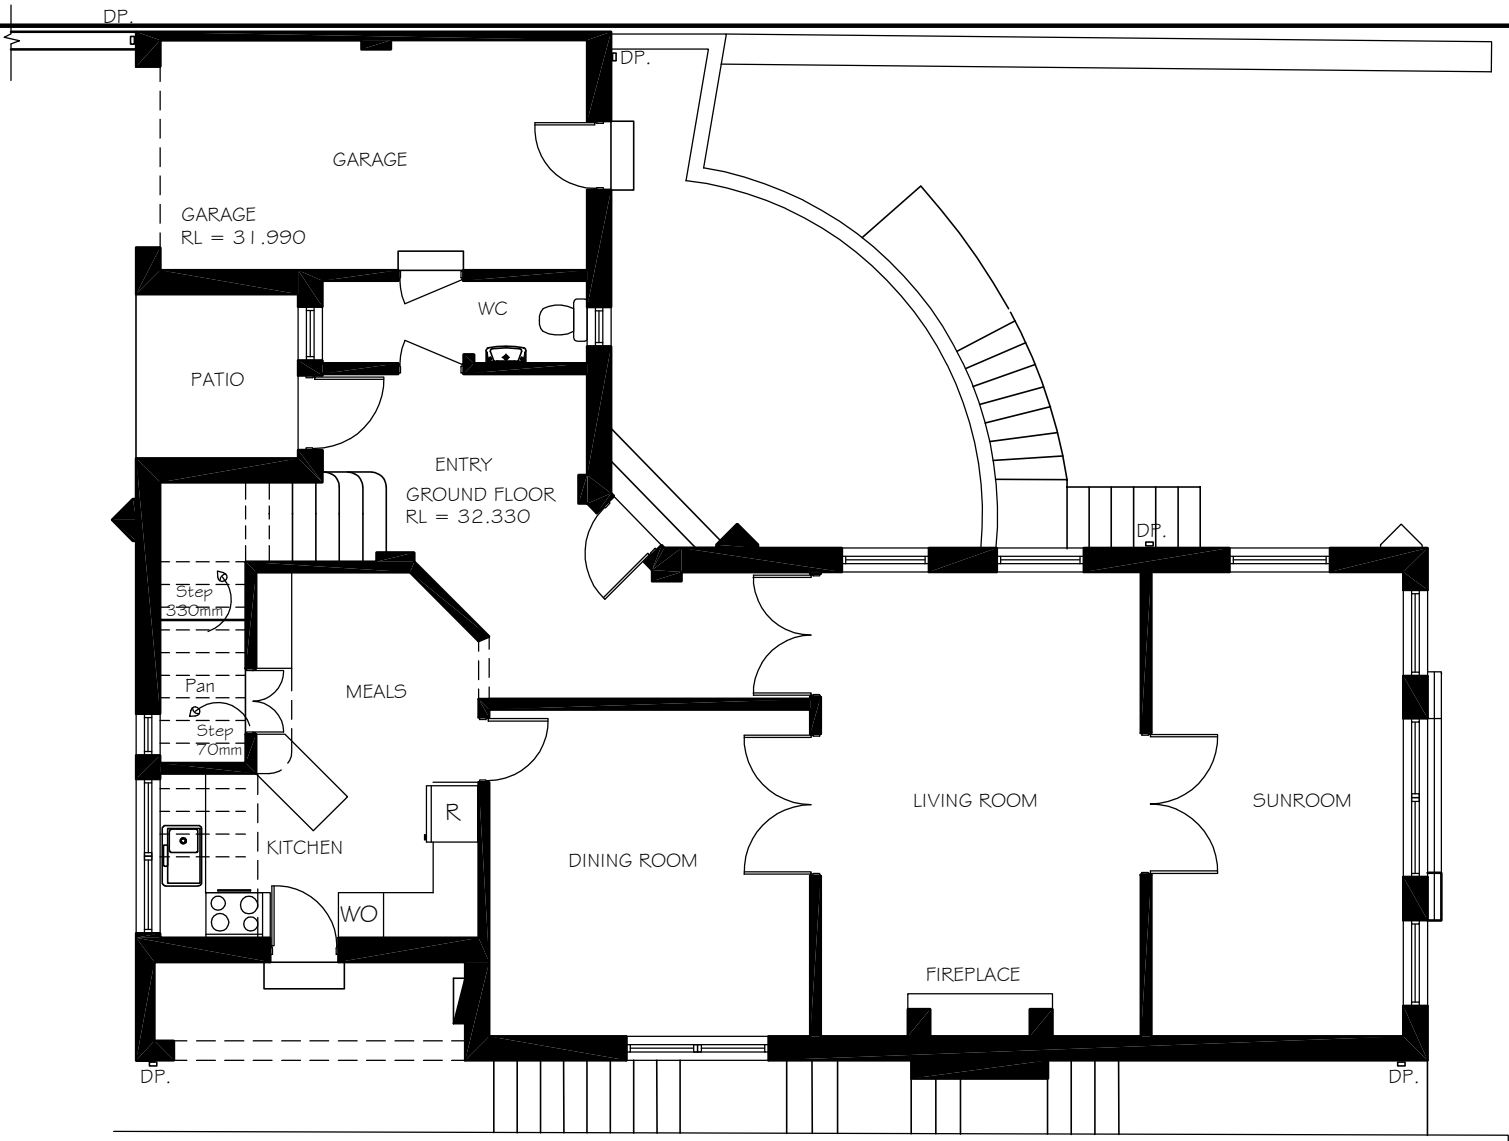 DP.
DP.
GARAGE
GARAGE
RL = 31.990
WC
PATIO
ENTRY
GROUND FLOOR
RL = 32.330
DP.
Step
330mm
Pan
MEALS
Step
70mm
R
LIVING ROOM
SUNROOM
KITCHEN
DINING ROOM
WO
FIREPLACE
DP.
DP.